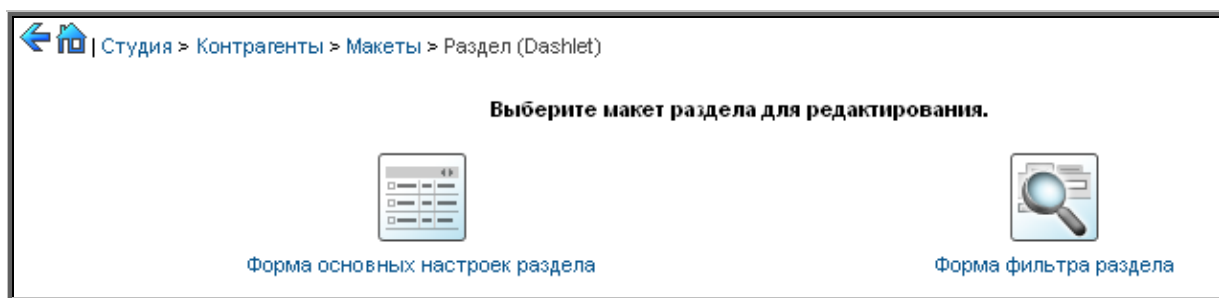 | Студия > Контрагенты > Макеты > Раздел (Dashlet)
Выберите макет раздела для редактирования.
Форма основных настроек раздела
Форма фильтра раздела